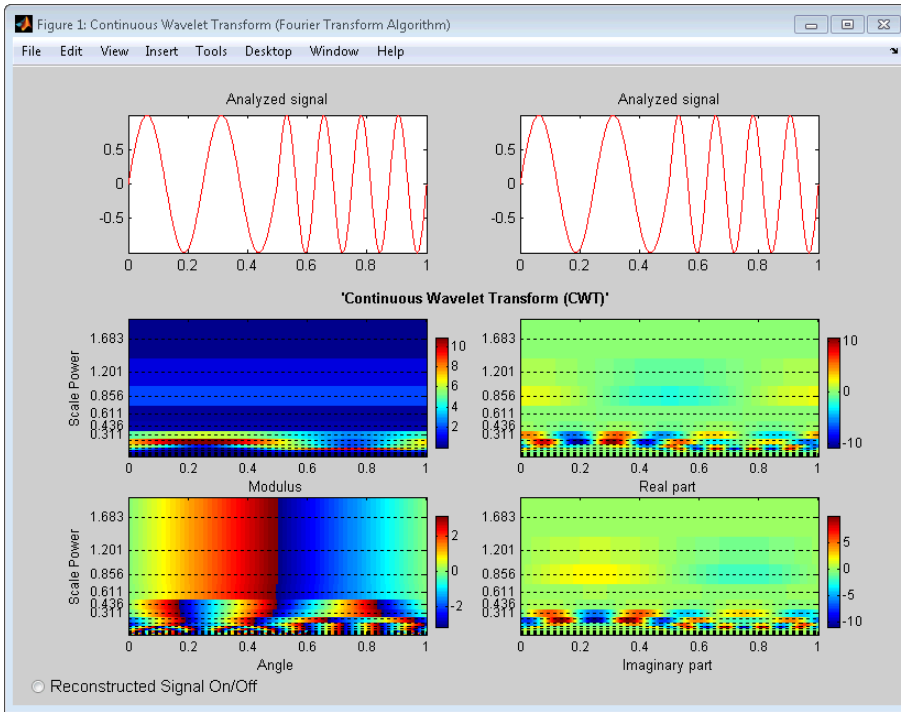 Figure 1: Continuous Wavelet Transform (Fourier Transform Algorithm)
File Edit View Insert Tools Desktop Window Help
Analyzed signal
0.5
0
-0.5
0 0.2 0.4 0.6 0.8 1
Analyzed signal
0.5
0
-0.5
0 0.2 0.4 0.6 0.8 1
'Continuous Wavelet Transform (CWT)'
Scale Power
1.683
1.201
0.856
0.611
0.436
0.311
0 0.2 0.4 0.6 0.8 1
Modulus
10
8
6
4
2
1.683
1.201
0.856
0.611
0.436
0.311
0 0.2 0.4 0.6 0.8 1
Real part
10
0
-10
Scale Power
1.683
1.201
0.856
0.611
0.436
0.311
0 0.2 0.4 0.6 0.8 1
Angle
2
0
-2
1.683
1.201
0.856
0.611
0.436
0.311
0 0.2 0.4 0.6 0.8 1
Imaginary part
5
0
-5
-10
Reconstructed Signal On/Off